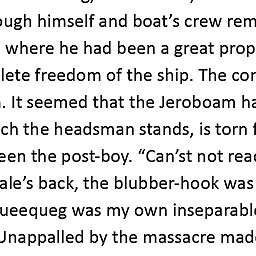 ough himself and boat's crew rem
where he had been a great prop
lete freedom of the ship. The cor
. It seemed that the Jeroboam ha
ch the headsman stands, is torn f
een the post-boy. “Can'st not reac
ale's back, the blubber-hook was
ueequeg was my own inseparable
Unappalled by the massacre made